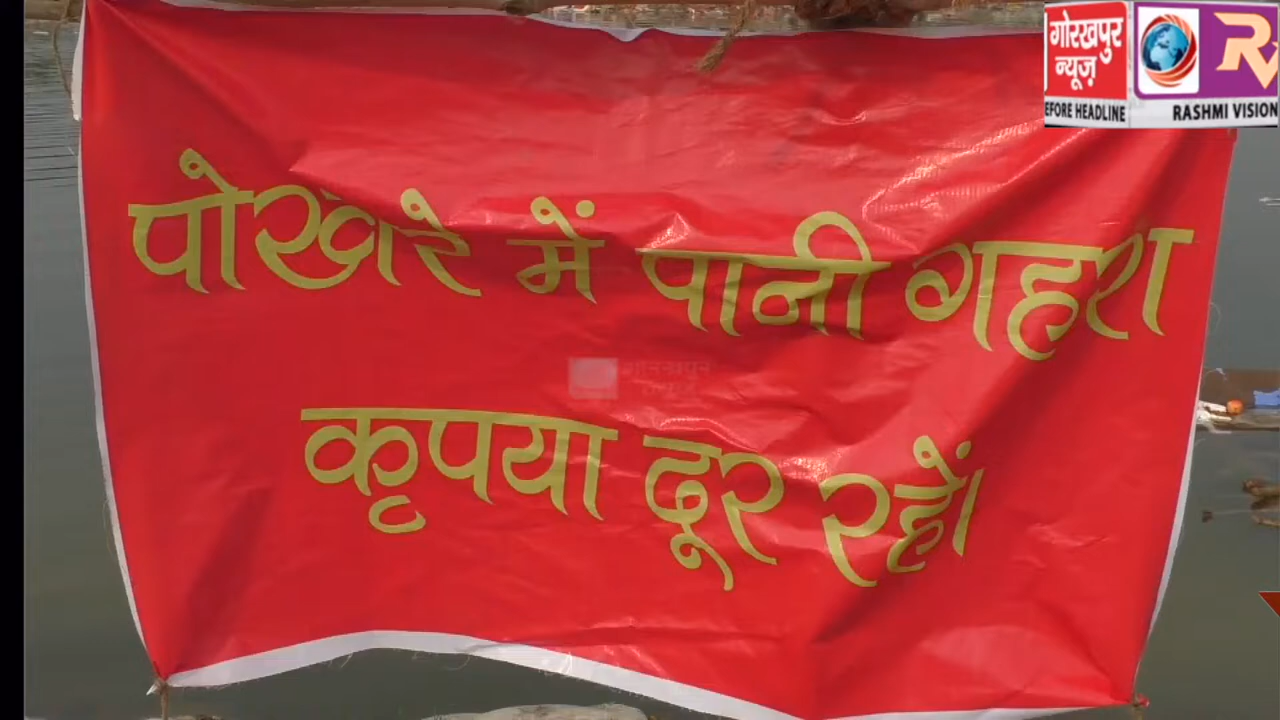 गोरखपुर
न्यूज़
EFORE HEADLINE
RASHMI VISION
पोखरे में पानी गहरा
कृपया दूर रहें।